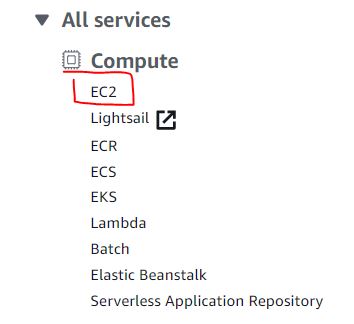 All services
Compute
EC2
Lightsail
ECR
ECS
EKS
Lambda
Batch
Elastic Beanstalk
Serverless Application Repository